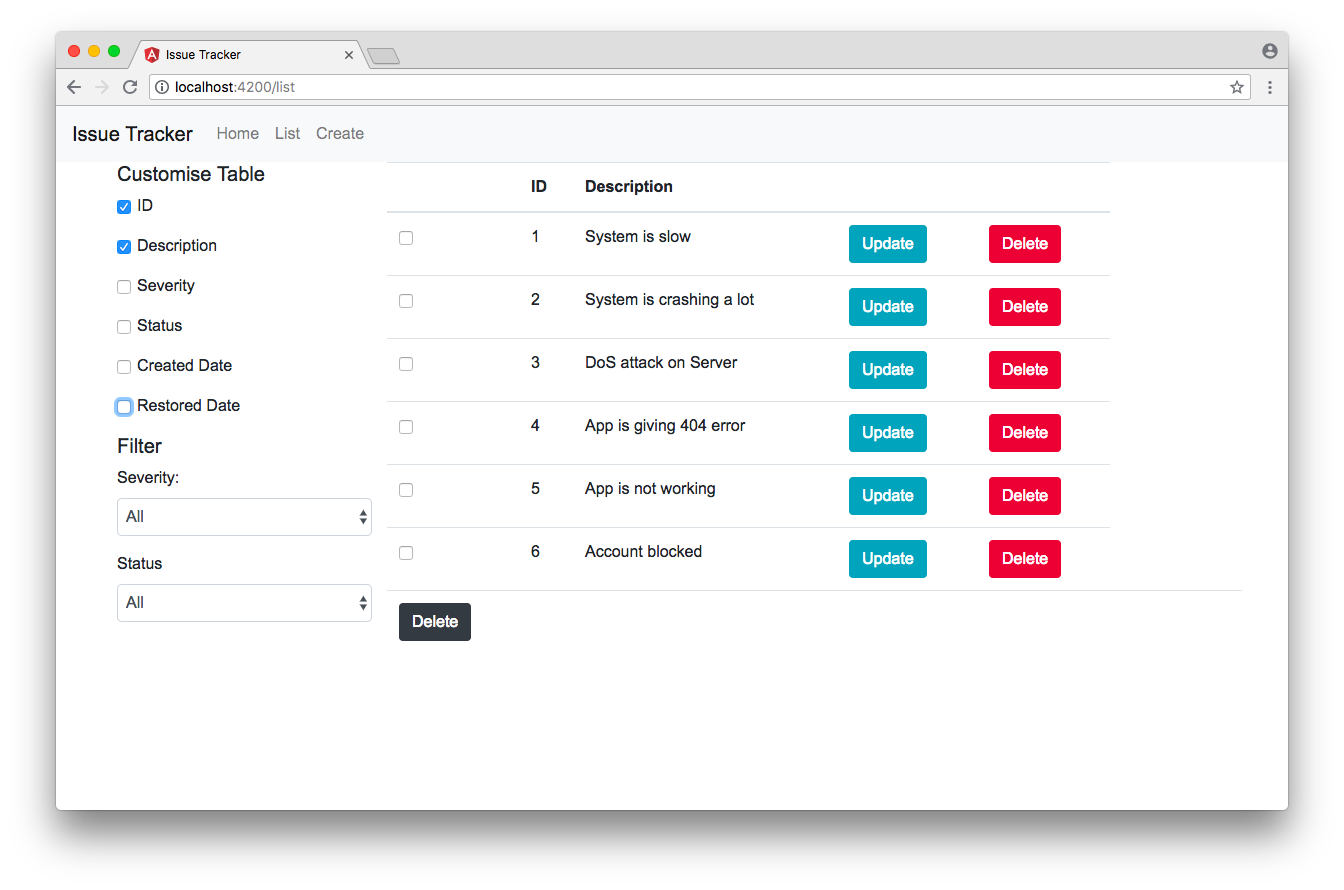 Issue Tracker
localhost:4200/list
Issue Tracker Home List Create
Customise Table
ID
Description
Severity
Status
Created Date
Restored Date
Filter
Severity:
All
Status
All
ID Description
1 System is slow Update Delete
2 System is crashing a lot Update Delete
3 DoS attack on Server Update Delete
4 App is giving 404 error Update Delete
5 App is not working Update Delete
6 Account blocked Update Delete
Delete